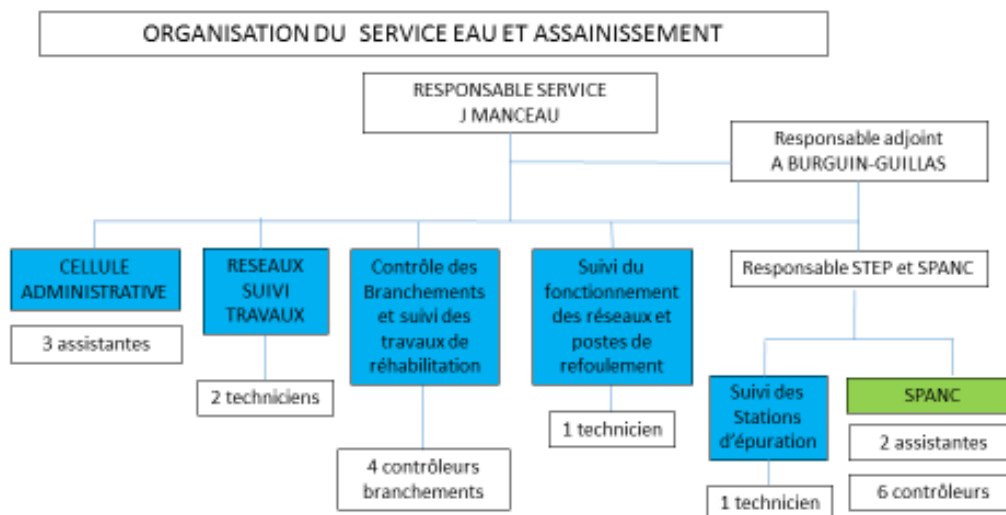 ORGANISATION DU SERVICE EAU ET ASSAINISSEMENT
RESPONSABLE SERVICE
J MANCEAU
Responsable adjoint
A BURGUIN-GUILLAS
CELLULE
ADMINISTRATIVE
3 assistantes
RESEAUX
SUIVI
TRAVAUX
2 techniciens
Contrôle des
Branchements
et suivi des
travaux de
réhabilitation
4 contrôleurs
branchements
Suivi du
fonctionnement
des réseaux et
postes de
refoulement
1 technicien
Responsable STEP et SPANC
Suivi des
Stations
d'épuration
1 technicien
SPANC
2 assistantes
6 contrôleurs